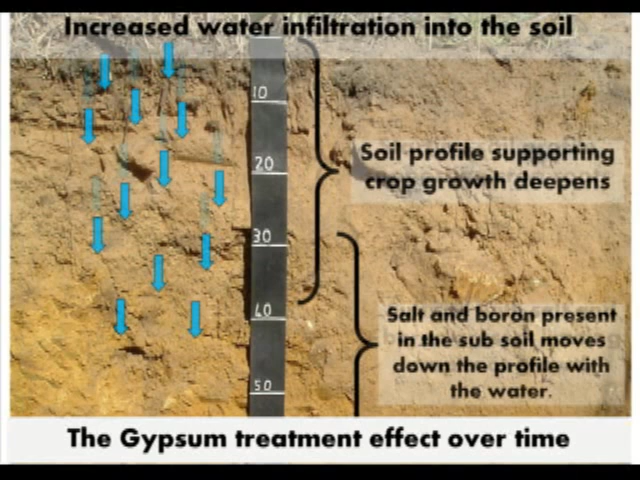 Increased water infiltration into the soil
10
Soil profile supporting
crop growth deepens
20
30
40
Salt and boron present
in the sub soil moves
down the profile with
the water.
50
The Gypsum treatment effect over time